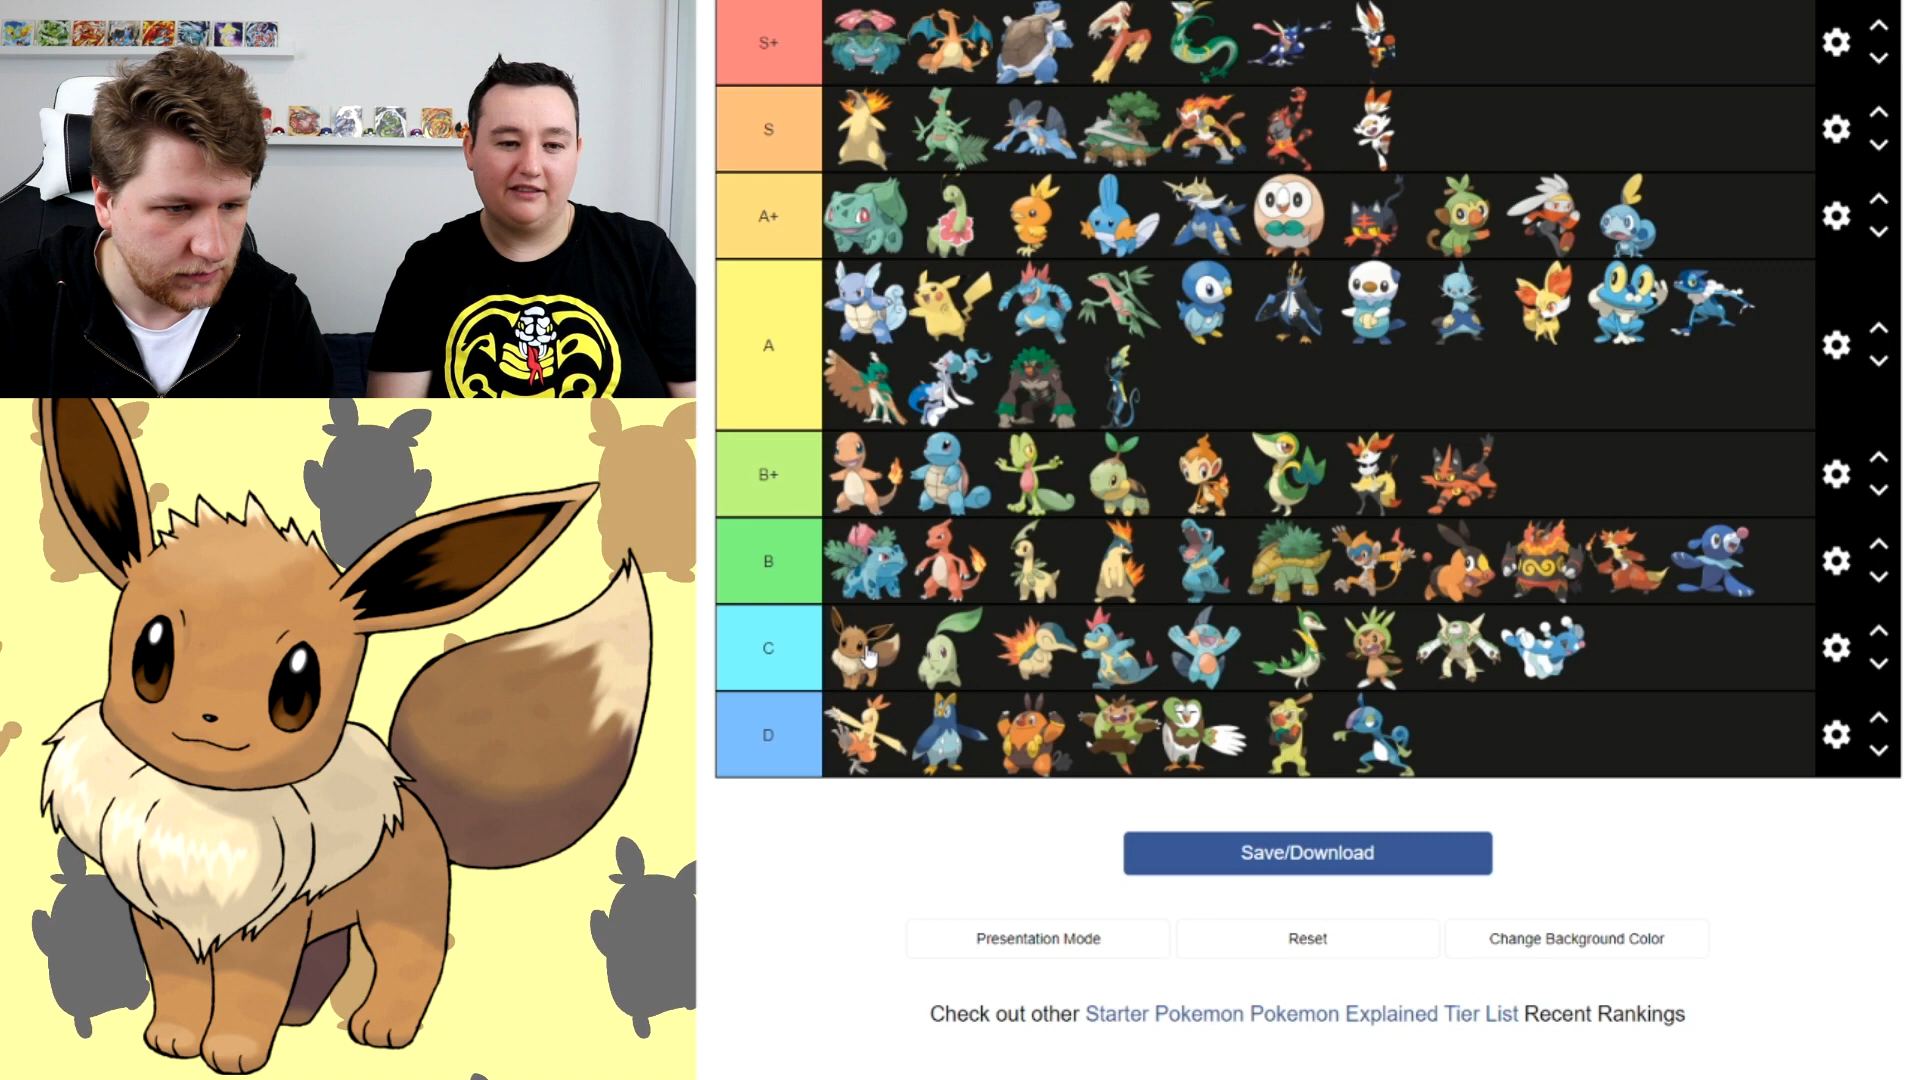 S+
S
A+
A
B+
B
C
D
Save/Download
Presentation Mode
Reset
Change Background Color
Check out other Starter Pokemon Pokemon Explained Tier List Recent Rankings